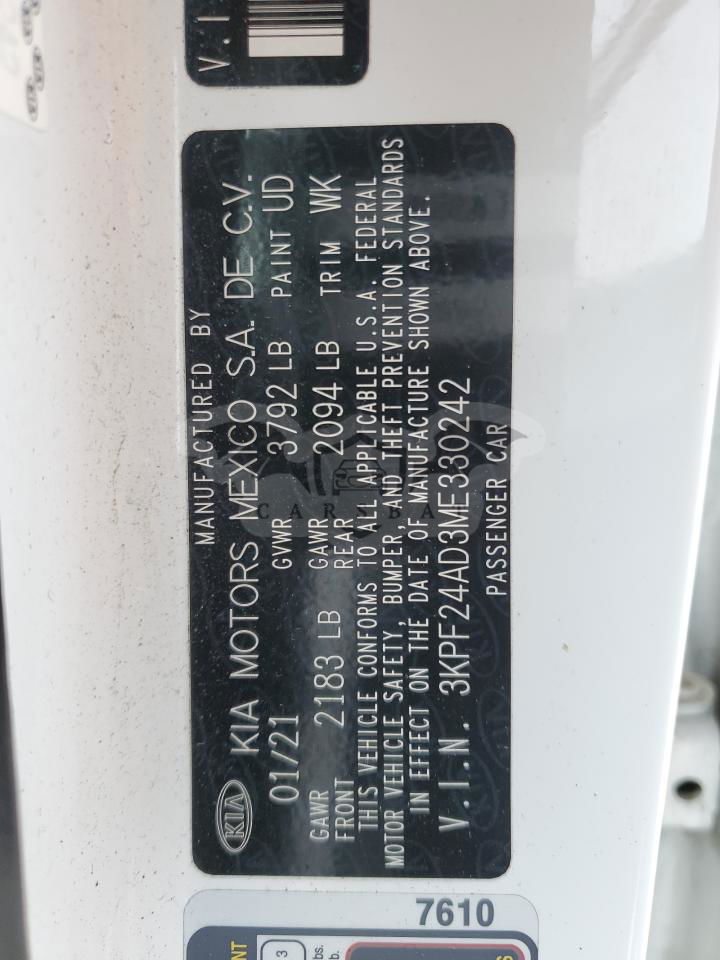 V.I
MANUFACTURED BY
KIA KIA MOTORS MEXICO S.A. DE C.V.
01/21 GVWR 3792 LB PAINT UD
GAWR FRONT 2183 LB GAWR REAR 2094 LB TRIM WK
THIS VEHICLE CONFORMS TO ALL APPLICABLE U.S.A. FEDERAL
MOTOR VEHICLE SAFETY, BUMPER, AND THEFT PREVENTION STANDARDS
IN EFFECT ON THE DATE OF MANUFACTURE SHOWN ABOVE.
V.I.N. 3KPF24AD3ME330242
PASSENGER CAR
7610
3